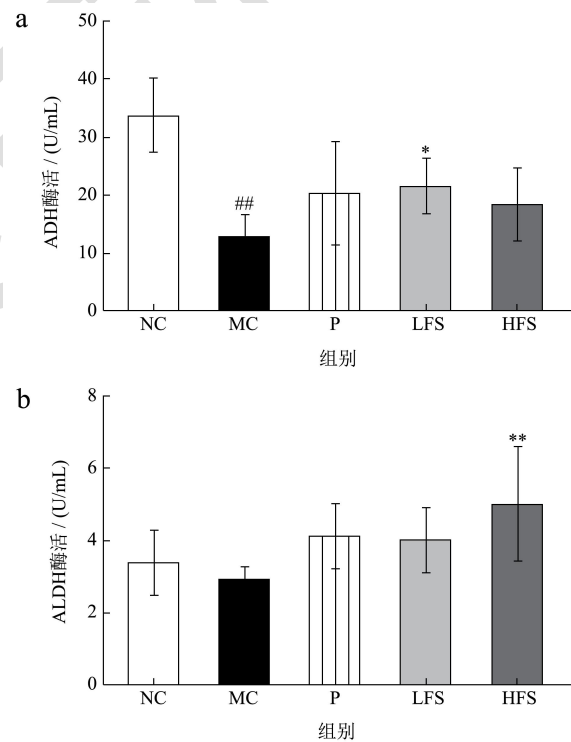 a
ADH酶活 / (U/mL)
50
40
30
20
10
0
##
*
NC MC P LFS HFS
组别
b
ALDH酶活 / (U/mL)
8
6
4
2
0
**
NC MC P LFS HFS
组别